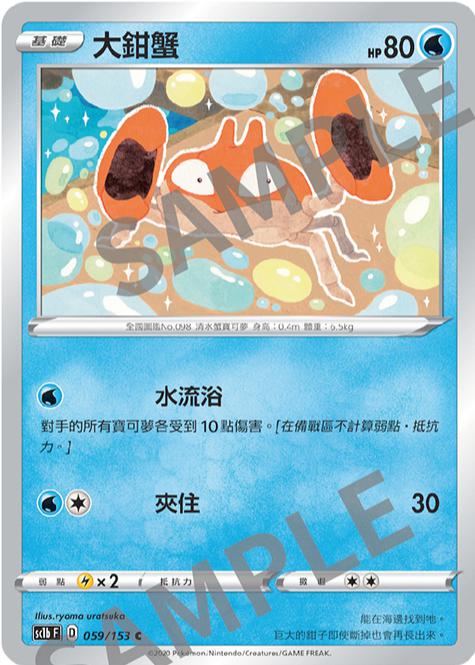 基礎 大鉗蟹 HP 80
全國圖鑑No.098 清水蟹寶可夢 身高：0.4m 體重：6.5kg
水流浴
對手的所有寶可夢各受到10點傷害。[在備戰區不計算弱點・抵抗
力。]
夾住 30
弱點 ×2 抵抗力 撤退
Illus.ryoma uratsuka
sc1b F D 059/153 C
能在海邊找到牠。
巨大的鉗子即使斷掉也會再長出來。
©2020 Pokémon/Nintendo/Creatures/GAME FREAK.
SAMPLE
SAMPLE